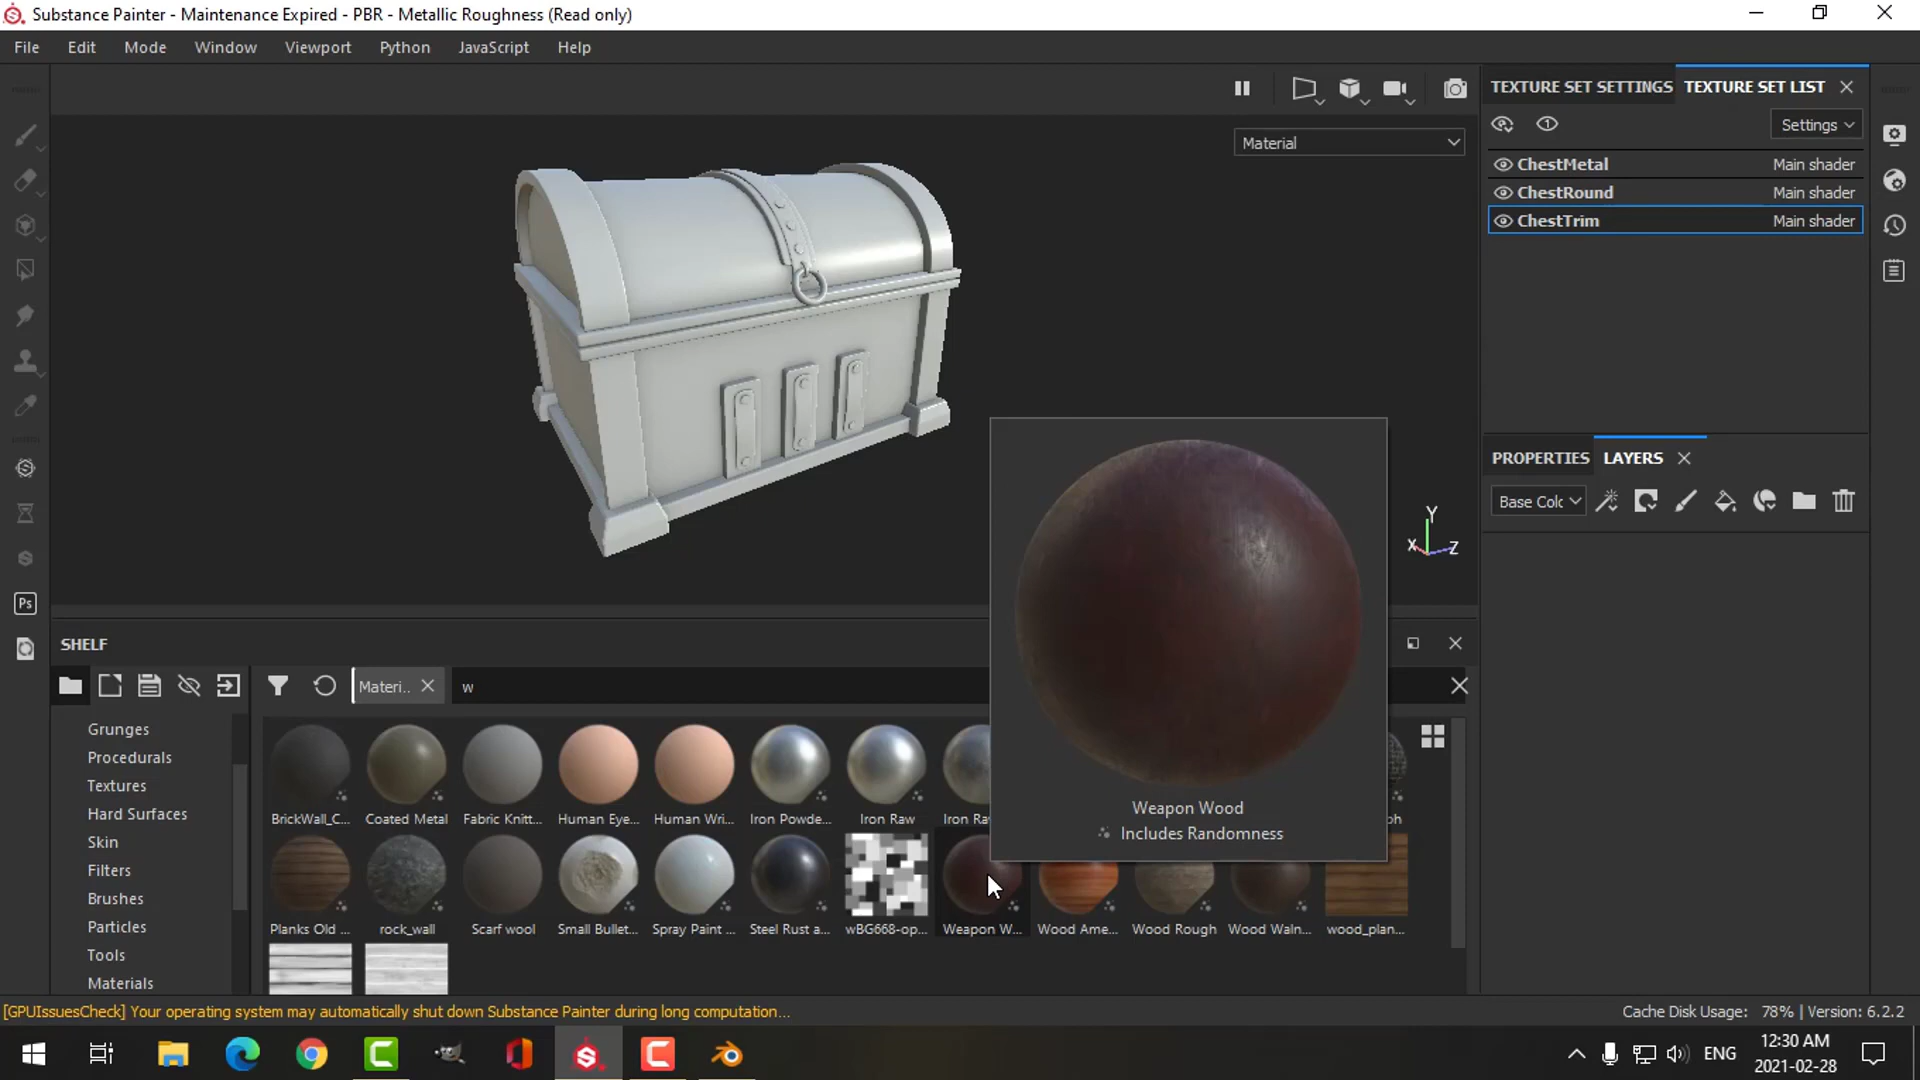 Substance Painter - Maintenance Expired - PBR - Metallic Roughness (Read only)
File Edit Mode Window Viewport Python JavaScript Help
TEXTURE SET SETTINGS TEXTURE SET LIST
Settings
Material
ChestMetal Main shader
ChestRound Main shader
ChestTrim Main shader
PROPERTIES LAYERS
Base Colc
Y
X Z
Ps
SHELF
Materi.. w
Grunges
Procedurals
Textures
Hard Surfaces
Skin
Filters
Brushes
Particles
Tools
Materials
BrickWall_C... Coated Metal Fabric Knitt... Human Eye... Human Wri... Iron Powde... Iron Raw Iron Ra ph
Weapon Wood
Includes Randomness
Planks Old ... rock_wall Scarf wool Small Bullet... Spray Paint ... Steel Rust a... wBG668-op... Weapon W... Wood Ame... Wood Rough Wood Waln... wood_plan...
[GPUIssuesCheck] Your operating system may automatically shut down Substance Painter during long computation...
Cache Disk Usage: 78% | Version: 6.2.2
ENG
12:30 AM
2021-02-28